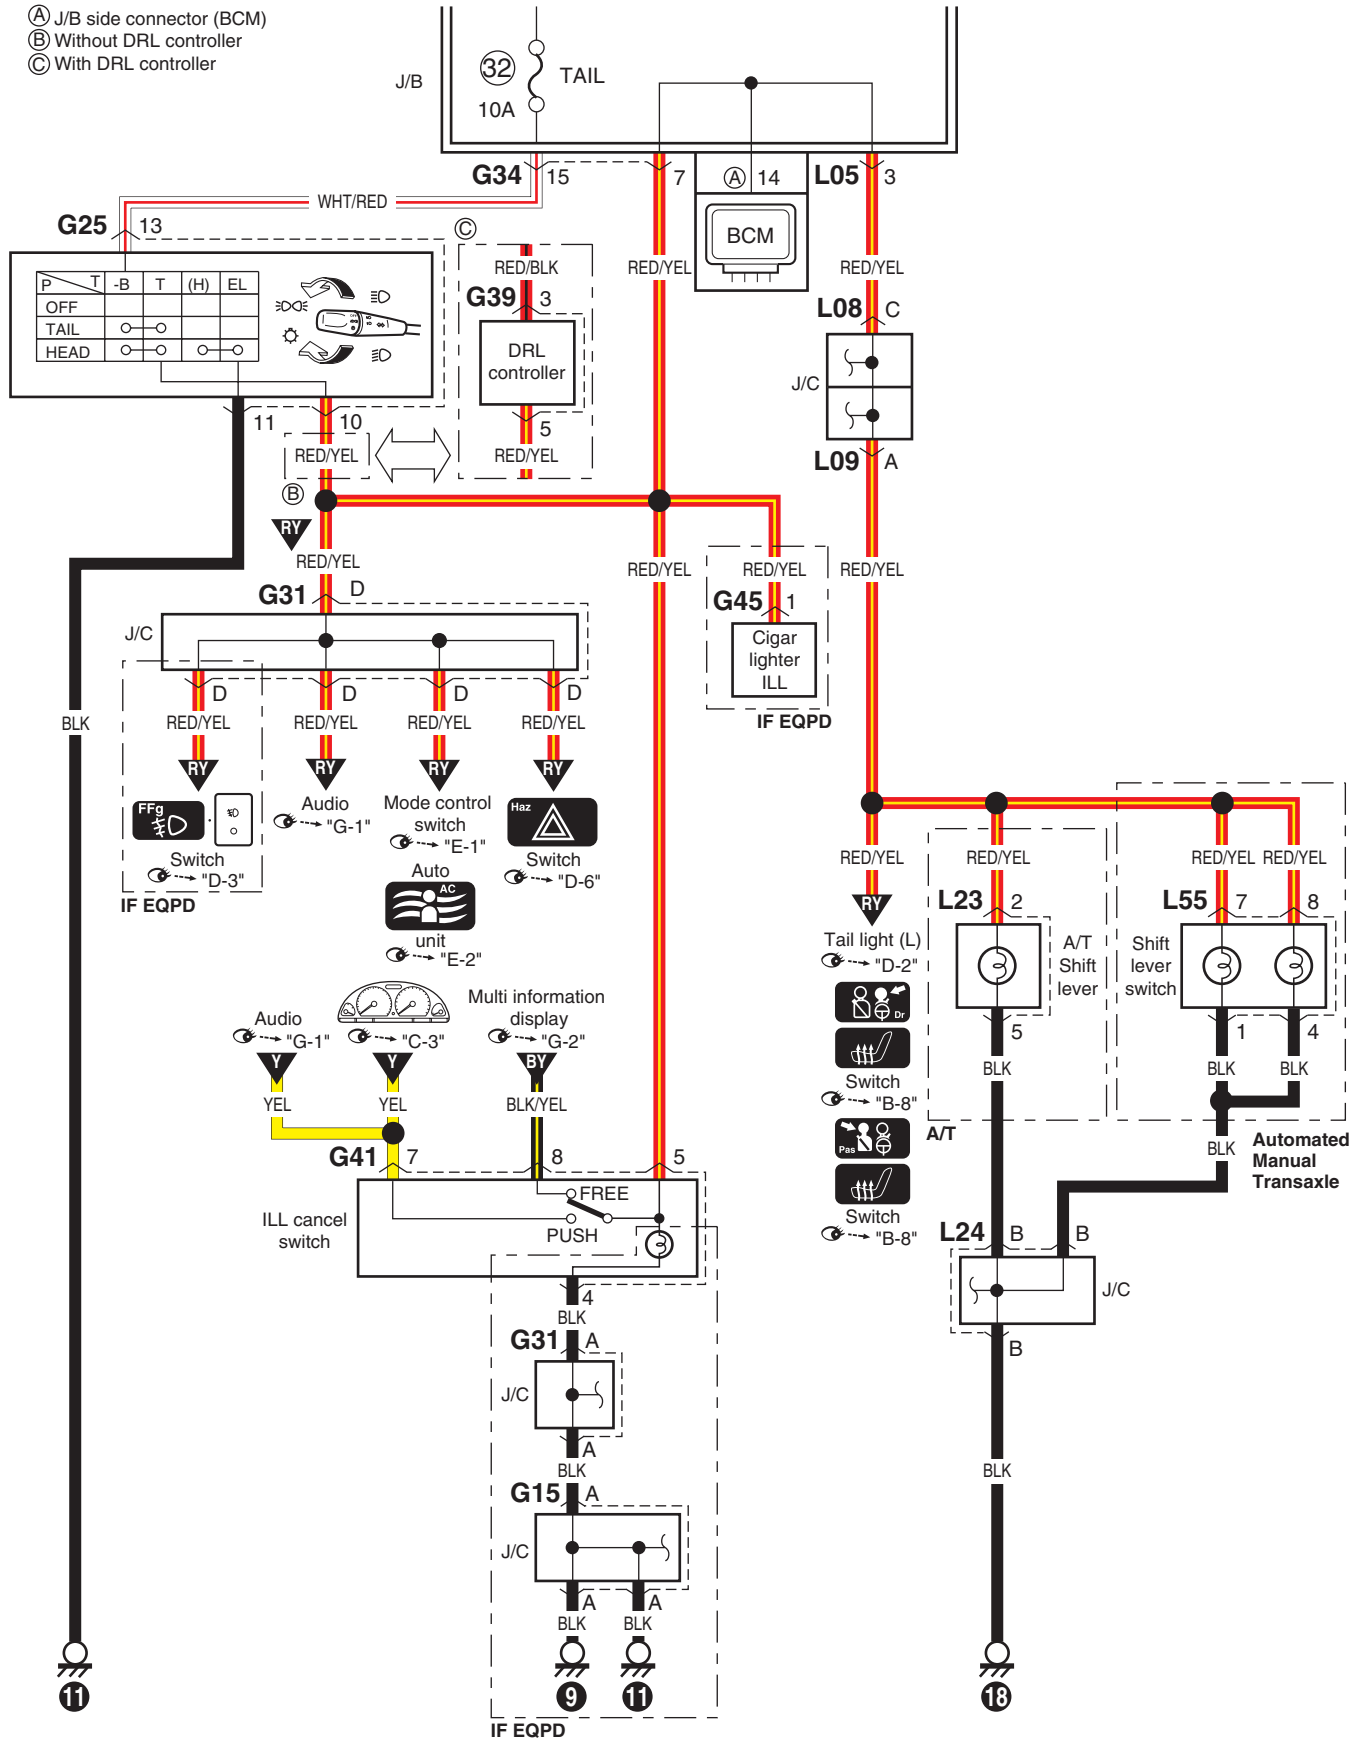 A J/B side connector (BCM)
B Without DRL controller
C With DRL controller
J/B
32
TAIL
10A
G34 15
7
A 14
L05 3
WHT/RED
G25 13
C
BCM
RED/BLK
RED/YEL
RED/YEL
P T -B T (H) EL
OFF
TAIL
HEAD
G39 3
DRL
controller
L08 C
J/C
5
11
10
RED/YEL
RED/YEL
L09 A
B
RY
RED/YEL
RED/YEL
RED/YEL
RED/YEL
G31 D
G45 1
J/C
Cigar
lighter
ILL
IF EQPD
D
D
D
D
BLK
RED/YEL
RED/YEL
RED/YEL
RED/YEL
RY
RY
RY
RY
FFg
Switch
"D-3"
IF EQPD
Audio
"G-1"
Mode control
switch
"E-1"
Auto
AC
unit
"E-2"
Haz
Switch
"D-6"
RED/YEL
RED/YEL
RED/YEL
RED/YEL
RY
L23 2
L55 7
8
Tail light (L)
"D-2"
A/T
Shift
lever
Shift
lever
switch
Dr
Switch
"B-8"
Pas
Switch
"B-8"
5
1
4
BLK
BLK
BLK
A/T
BLK
Automated
Manual
Transaxle
Audio
"G-1"
"C-3"
Multi information
display
"G-2"
Y
Y
BY
YEL
YEL
BLK/YEL
G41 7
8
5
ILL cancel
switch
FREE
PUSH
L24 B
B
J/C
B
4
BLK
G31 A
J/C
A
BLK
G15 A
J/C
A
A
BLK
BLK
BLK
11
9
11
18
IF EQPD